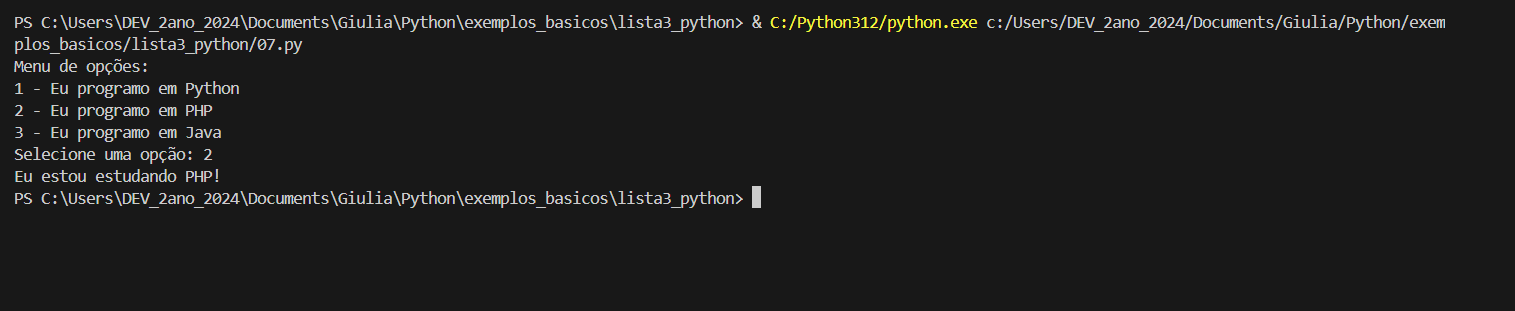 PS C:\Users\DEV_2ano_2024\Documents\Giulia\Python\exemplos_basicos\lista3_python> & C:/Python312/python.exe c:/Users/DEV_2ano_2024/Documents/Giulia/Python/exem
plos_basicos/lista3_python/07.py
Menu de opções:
1 - Eu programo em Python
2 - Eu programo em PHP
3 - Eu programo em Java
Selecione uma opção: 2
Eu estou estudando PHP!
PS C:\Users\DEV_2ano_2024\Documents\Giulia\Python\exemplos_basicos\lista3_python>